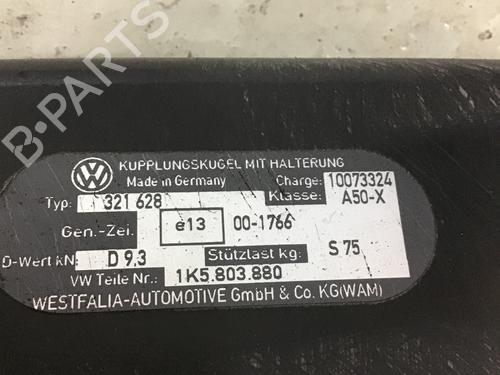 B-Parts
KUPPLUNGSKUGEL MIT HALTERUNG
Made in Germany Charge: 10073324
Typ: 321 628 Klasse: A50-X
Gen.-Zei. e13 00-1766
D-Wert kN: D 9,3 Stützlast kg: S 75
VW Teile Nr.: 1K5.803.880
WESTFALIA-AUTOMOTIVE GmbH & Co. KG(WAM)